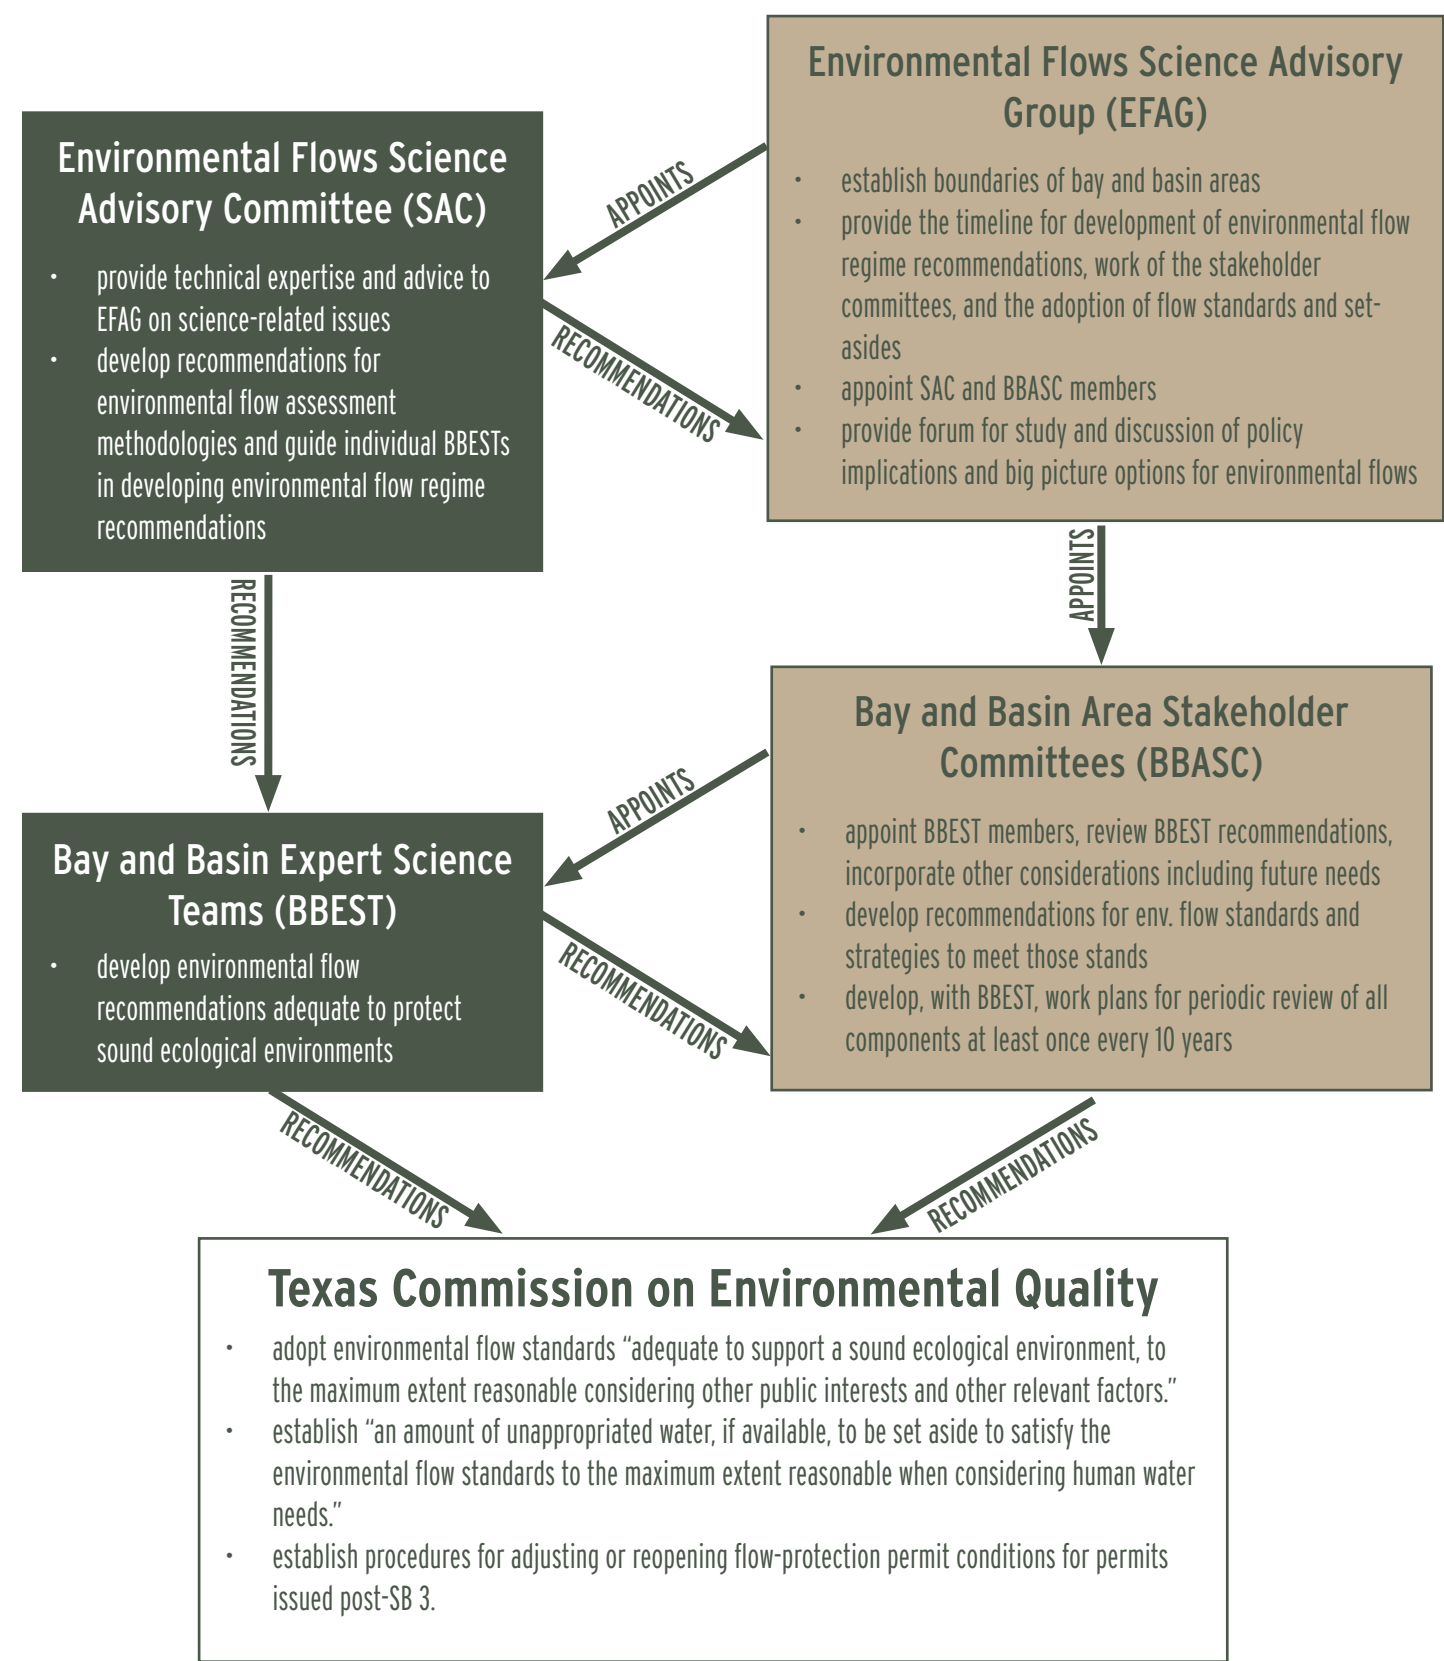 Environmental Flows Science Advisory
Group (EFAG)
• establish boundaries of bay and basin areas
• provide the timeline for development of environmental flow
regime recommendations, work of the stakeholder
committees, and the adoption of flow standards and set-
asides
• appoint SAC and BBASC members
• provide forum for study and discussion of policy
implications and big picture options for environmental flows
Environmental Flows Science
Advisory Committee (SAC)
• provide technical expertise and advice to
EFAG on science-related issues
• develop recommendations for
environmental flow assessment
methodologies and guide individual BBESTs
in developing environmental flow regime
recommendations
APPOINTS
RECOMMENDATIONS
APPOINTS
RECOMMENDATIONS
Bay and Basin Area Stakeholder
Committees (BBASC)
• appoint BBEST members, review BBEST recommendations,
incorporate other considerations including future needs
• develop recommendations for env. flow standards and
strategies to meet those stands
• develop, with BBEST, work plans for periodic review of all
components at least once every 10 years
APPOINTS
RECOMMENDATIONS
Bay and Basin Expert Science
Teams (BBEST)
• develop environmental flow
recommendations adequate to protect
sound ecological environments
RECOMMENDATIONS
RECOMMENDATIONS
Texas Commission on Environmental Quality
• adopt environmental flow standards “adequate to support a sound ecological environment, to
the maximum extent reasonable considering other public interests and other relevant factors.”
• establish “an amount of unappropriated water, if available, to be set aside to satisfy the
environmental flow standards to the maximum extent reasonable when considering human water
needs.”
• establish procedures for adjusting or reopening flow-protection permit conditions for permits
issued post-SB 3.